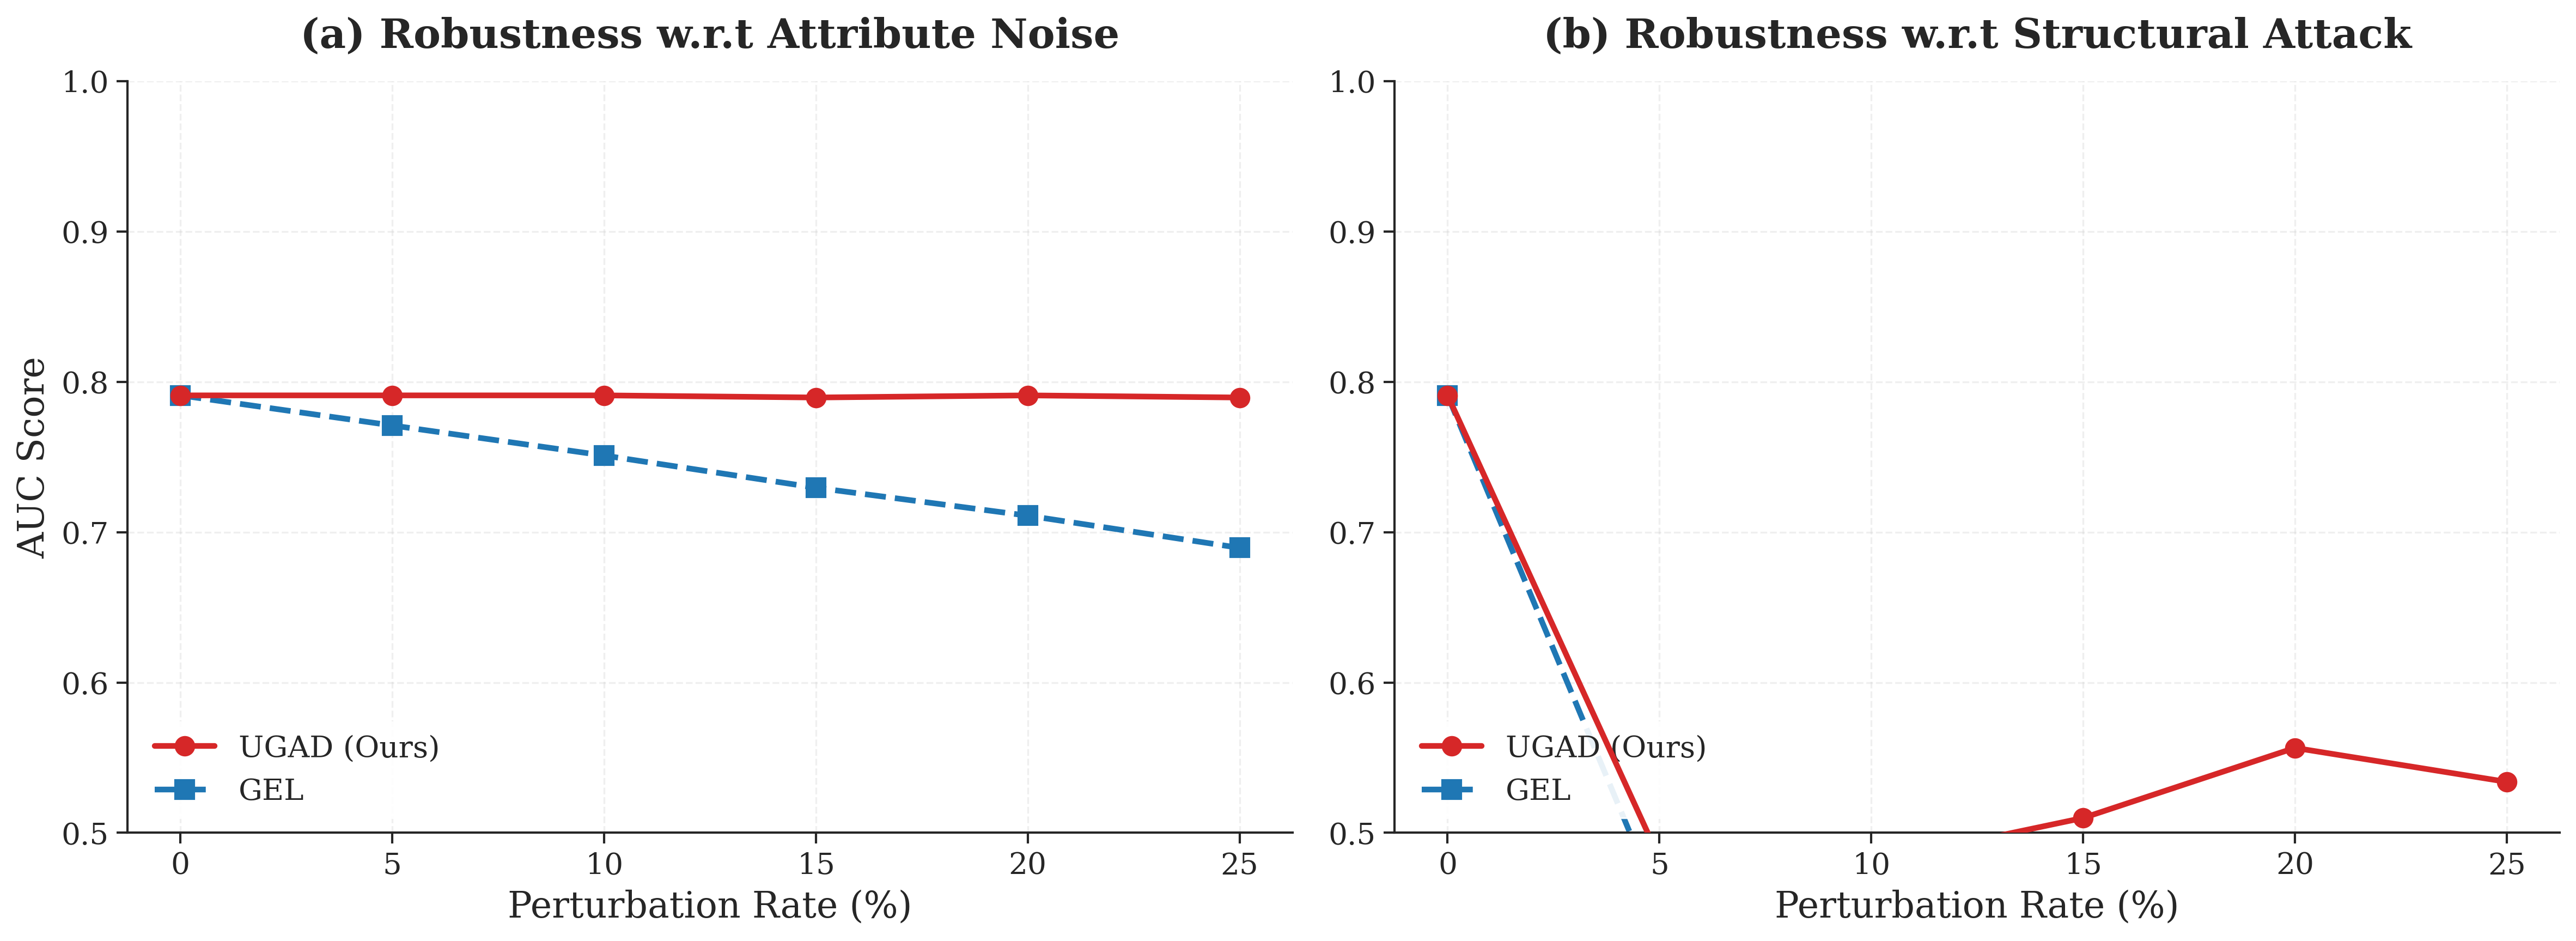 (a) Robustness w.r.t Attribute Noise
AUC Score
1.0
0.9
0.8
0.7
0.6
0.5
UGAD (Ours)
GEL
0 5 10 15 20 25
Perturbation Rate (%)
(b) Robustness w.r.t Structural Attack
1.0
0.9
0.8
0.7
0.6
0.5
UGAD (Ours)
GEL
0 5 10 15 20 25
Perturbation Rate (%)